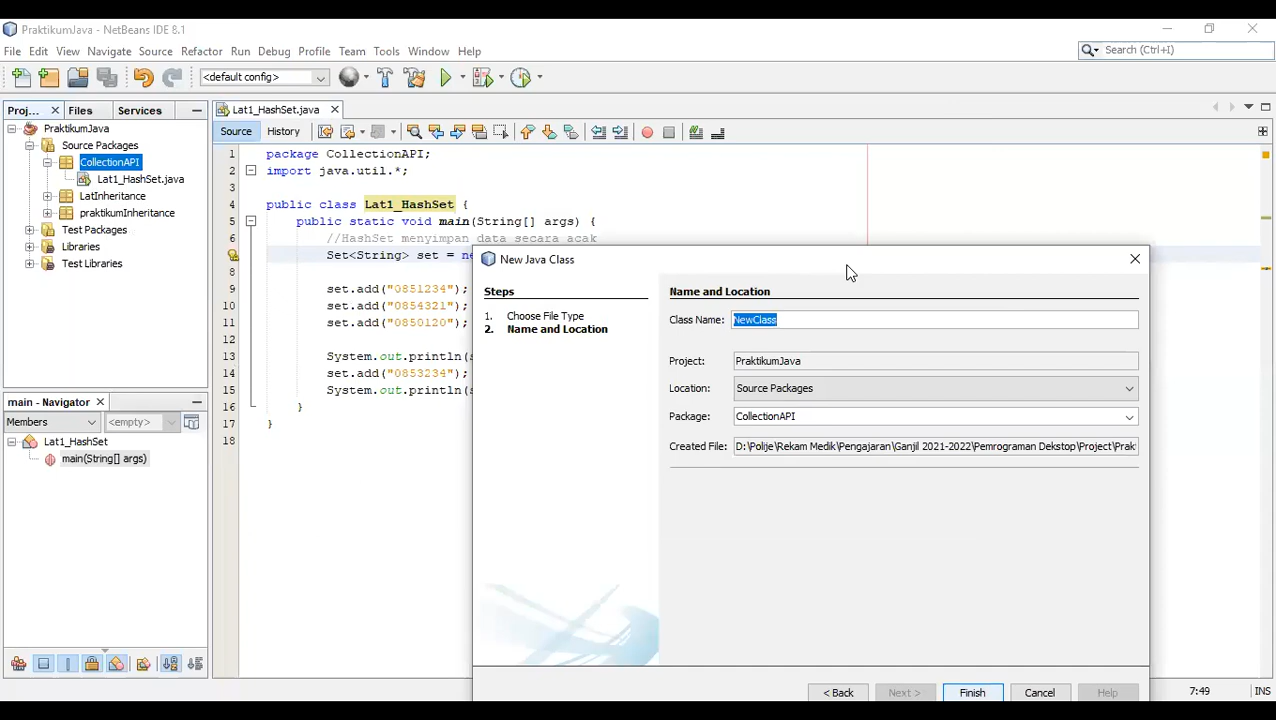 PraktikumJava - NetBeans IDE 8.1
File Edit View Navigate Source Refactor Run Debug Profile Team Tools Window Help
Search (Ctrl+I)
<default config>
Proj... Files Services
Lat1_HashSet.java
Source History
PraktikumJava
Source Packages
CollectionAPI
Lat1_HashSet.java
LatInheritance
praktikumInheritance
Test Packages
Libraries
Test Libraries
1 package CollectionAPI;
2 import java.util.*;
3
4 public class Lat1_HashSet {
5 public static void main(String[] args) {
6 //HashSet menyimpan data secara acak
Set<String> set = ne
8
9 set.add("0851234");
10 set.add("0854321");
11 set.add("0850120");
12
13 System.out.println(s
14 set.add("0853234");
15 System.out.println(s
16 }
17 }
18
main - Navigator
Members <empty>
Lat1_HashSet
main(String[] args)
New Java Class
Steps
1. Choose File Type
2. Name and Location
Name and Location
Class Name: NewClass
Project: PraktikumJava
Location: Source Packages
Package: CollectionAPI
Created File: D:\Polije\Rekam Medik\Pengajaran\Ganjil 2021-2022\Pemrograman Dekstop\Project\Prak
< Back Next > Finish Cancel Help
7:49 INS